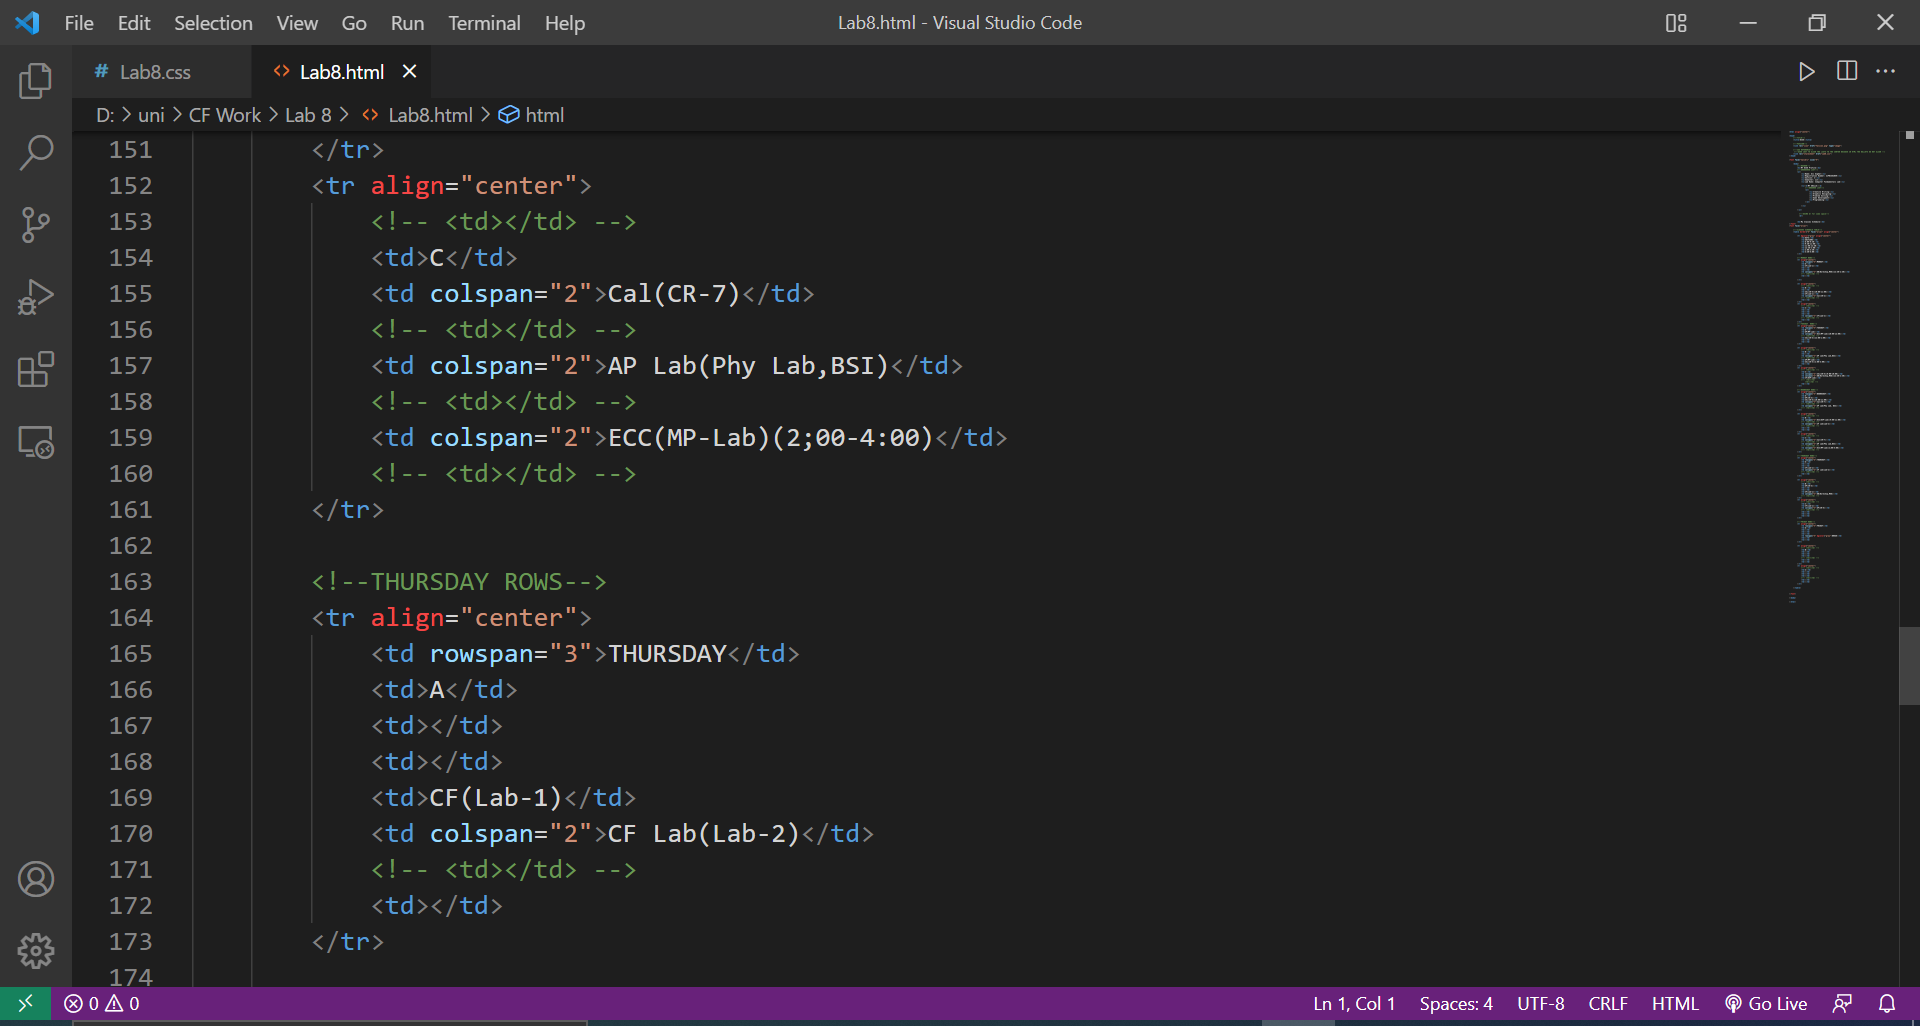 File Edit Selection View Go Run Terminal Help
Lab8.html - Visual Studio Code
# Lab8.css
<> Lab8.html
D: > uni > CF Work > Lab 8 > <> Lab8.html > html
151 </tr>
152 <tr align="center">
153 <!-- <td></td> -->
154 <td>C</td>
155 <td colspan="2">Cal(CR-7)</td>
156 <!-- <td></td> -->
157 <td colspan="2">AP Lab(Phy Lab,BSI)</td>
158 <!-- <td></td> -->
159 <td colspan="2">ECC(MP-Lab)(2;00-4:00)</td>
160 <!-- <td></td> -->
161 </tr>
162
163 <!--THURSDAY ROWS-->
164 <tr align="center">
165 <td rowspan="3">THURSDAY</td>
166 <td>A</td>
167 <td></td>
168 <td></td>
169 <td>CF(Lab-1)</td>
170 <td colspan="2">CF Lab(Lab-2)</td>
171 <!-- <td></td> -->
172 <td></td>
173 </tr>
174
0 0
Ln 1, Col 1 Spaces: 4 UTF-8 CRLF HTML Go Live